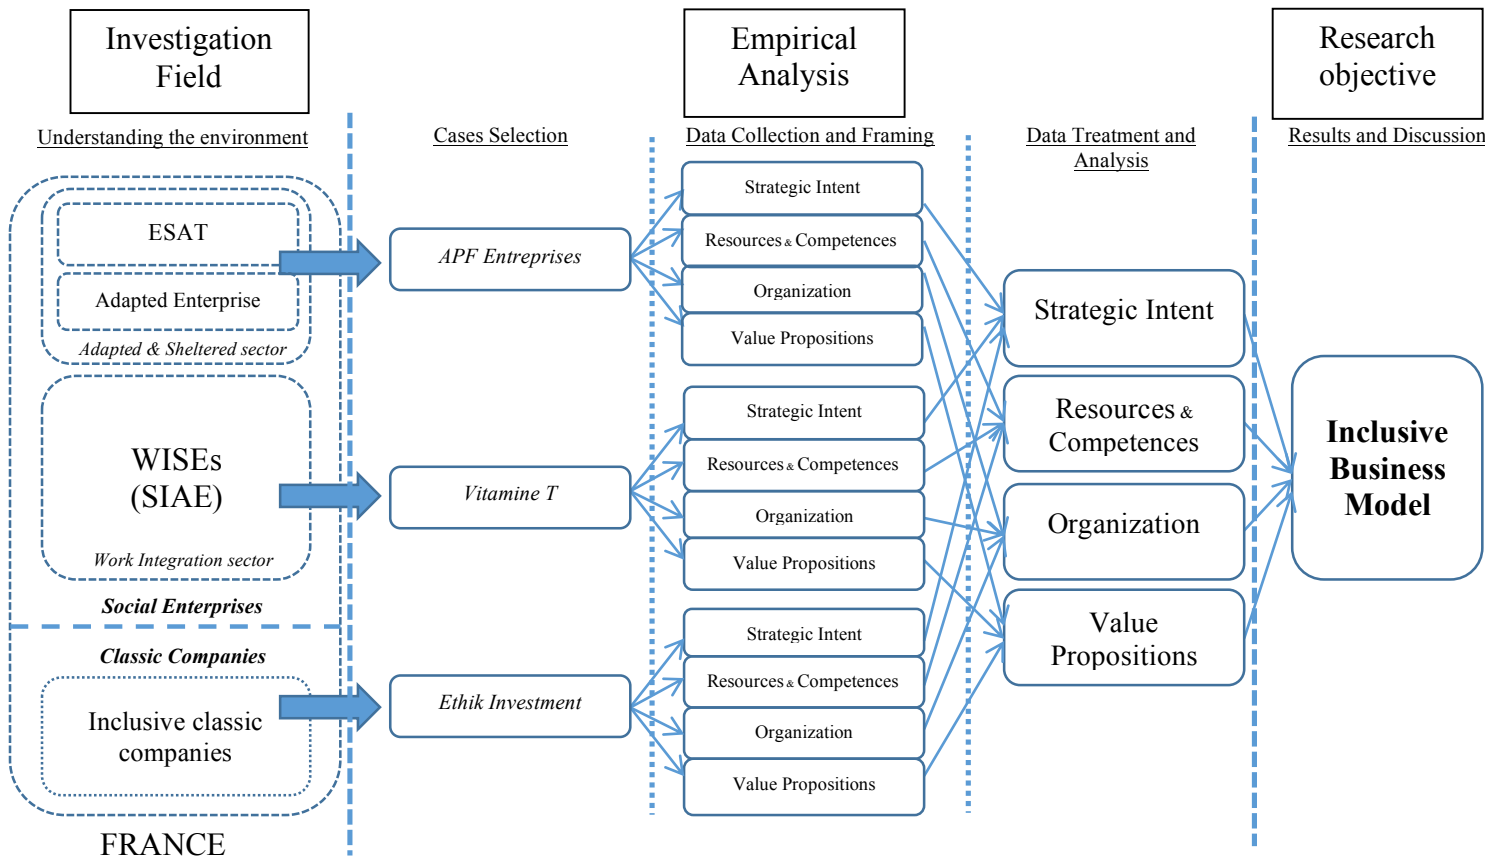 Investigation
Field
Empirical
Analysis
Research
objective
Understanding the environment
Cases Selection
Data Collection and Framing
Data Treatment and
Analysis
Results and Discussion
ESAT
Adapted Enterprise
Adapted & Sheltered sector
WISEs
(SIAE)
Work Integration sector
Social Enterprises
Classic Companies
Inclusive classic
companies
FRANCE
APF Entreprises
Vitamine T
Ethik Investment
Strategic Intent
Resources & Competences
Organization
Value Propositions
Strategic Intent
Resources & Competences
Organization
Value Propositions
Strategic Intent
Resources & Competences
Organization
Value Propositions
Strategic Intent
Resources &
Competences
Organization
Value
Propositions
Inclusive
Business
Model